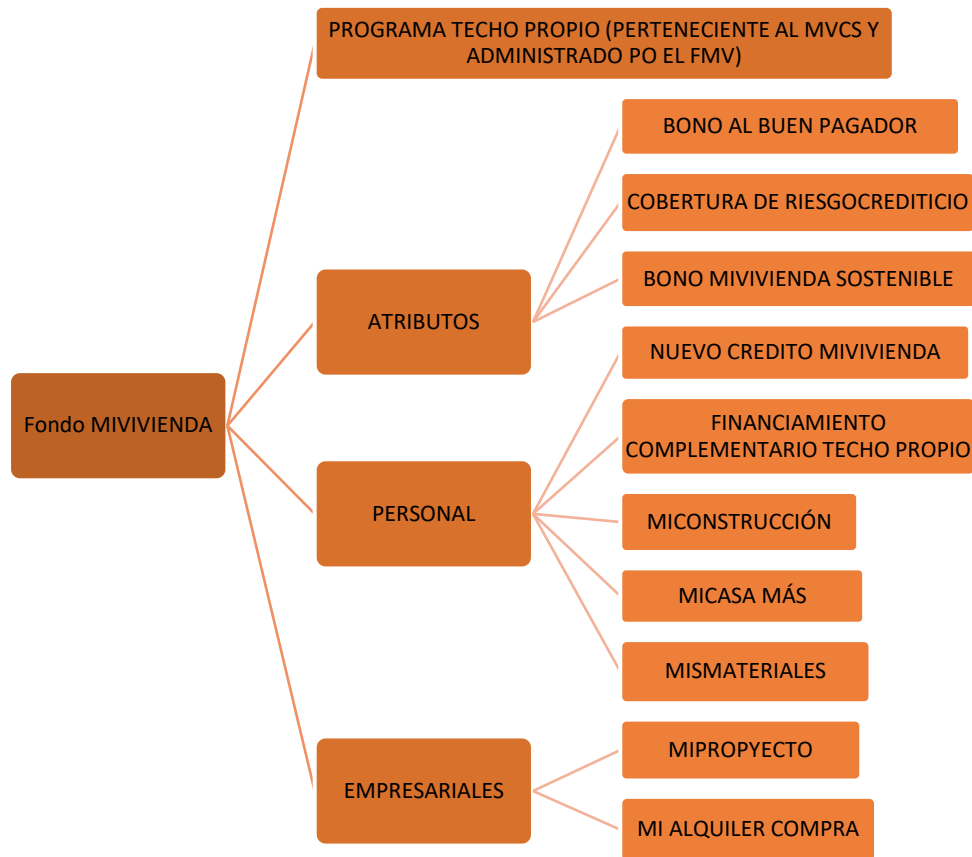 PROGRAMA TECHO PROPIO (PERTENECIENTE AL MVCS Y
ADMINISTRADO PO EL FMV)
BONO AL BUEN PAGADOR
COBERTURA DE RIESGOCREDITICIO
ATRIBUTOS
BONO MIVIVIENDA SOSTENIBLE
NUEVO CREDITO MIVIVIENDA
Fondo MIVIVIENDA
FINANCIAMIENTO
COMPLEMENTARIO TECHO PROPIO
PERSONAL
MICONSTRUCCIÓN
MICASA MÁS
MISMATERIALES
MIPROPYECTO
EMPRESARIALES
MI ALQUILER COMPRA